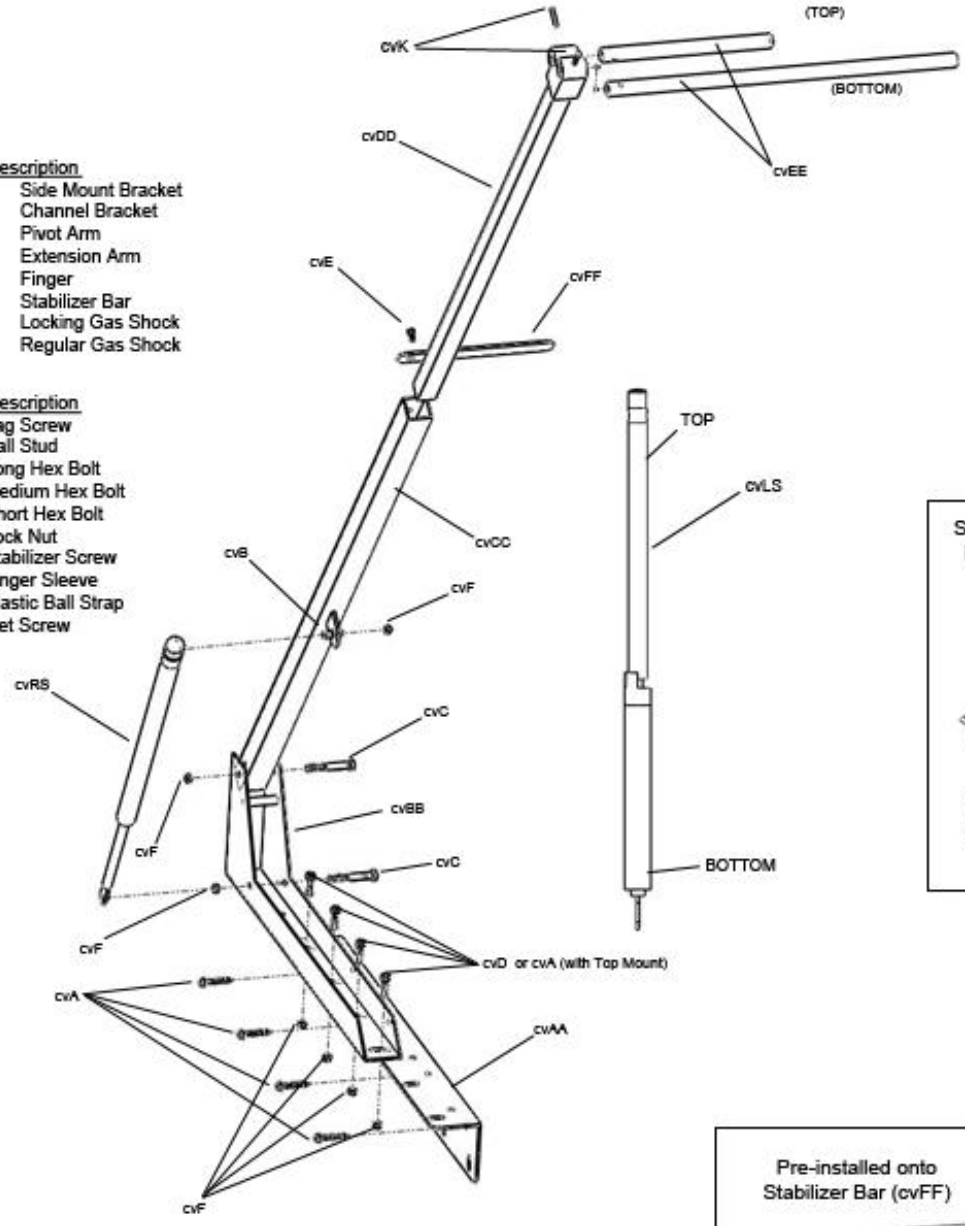 (TOP)
cvK
(BOTTOM)
cvDD
cvEE
escription
Side Mount Bracket
Channel Bracket
Pivot Arm
Extension Arm
Finger
Stabilizer Bar
Locking Gas Shock
Regular Gas Shock
cvE
cvFF
escription
ag Screw
all Stud
ong Hex Bolt
edium Hex Bolt
hort Hex Bolt
ock Nut
tabilizer Screw
nger Sleeve
astic Ball Strap
et Screw
TOP
cvLS
S
cvCC
cvB
cvF
cvRS
cvC
cvBB
cvF
cvC
BOTTOM
cvF
cvD or cvA (with Top Mount)
cvA
cvAA
cvF
Pre-installed onto
Stabilizer Bar (cvFF)